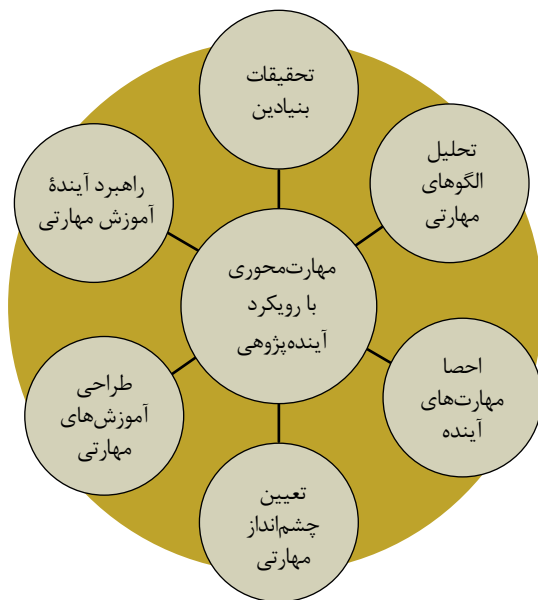 تحقیقات
بنیادین
تحلیل
الگوهای
مهارتی
راهبرد آیندۀ
آموزش مهارتی
مهارت‌محوری
با رویکرد
آینده‌پژوهی
احصا
مهارت‌های
آینده
طراحی
آموزش‌های
مهارتی
تعیین
چشم‌انداز
مهارتی